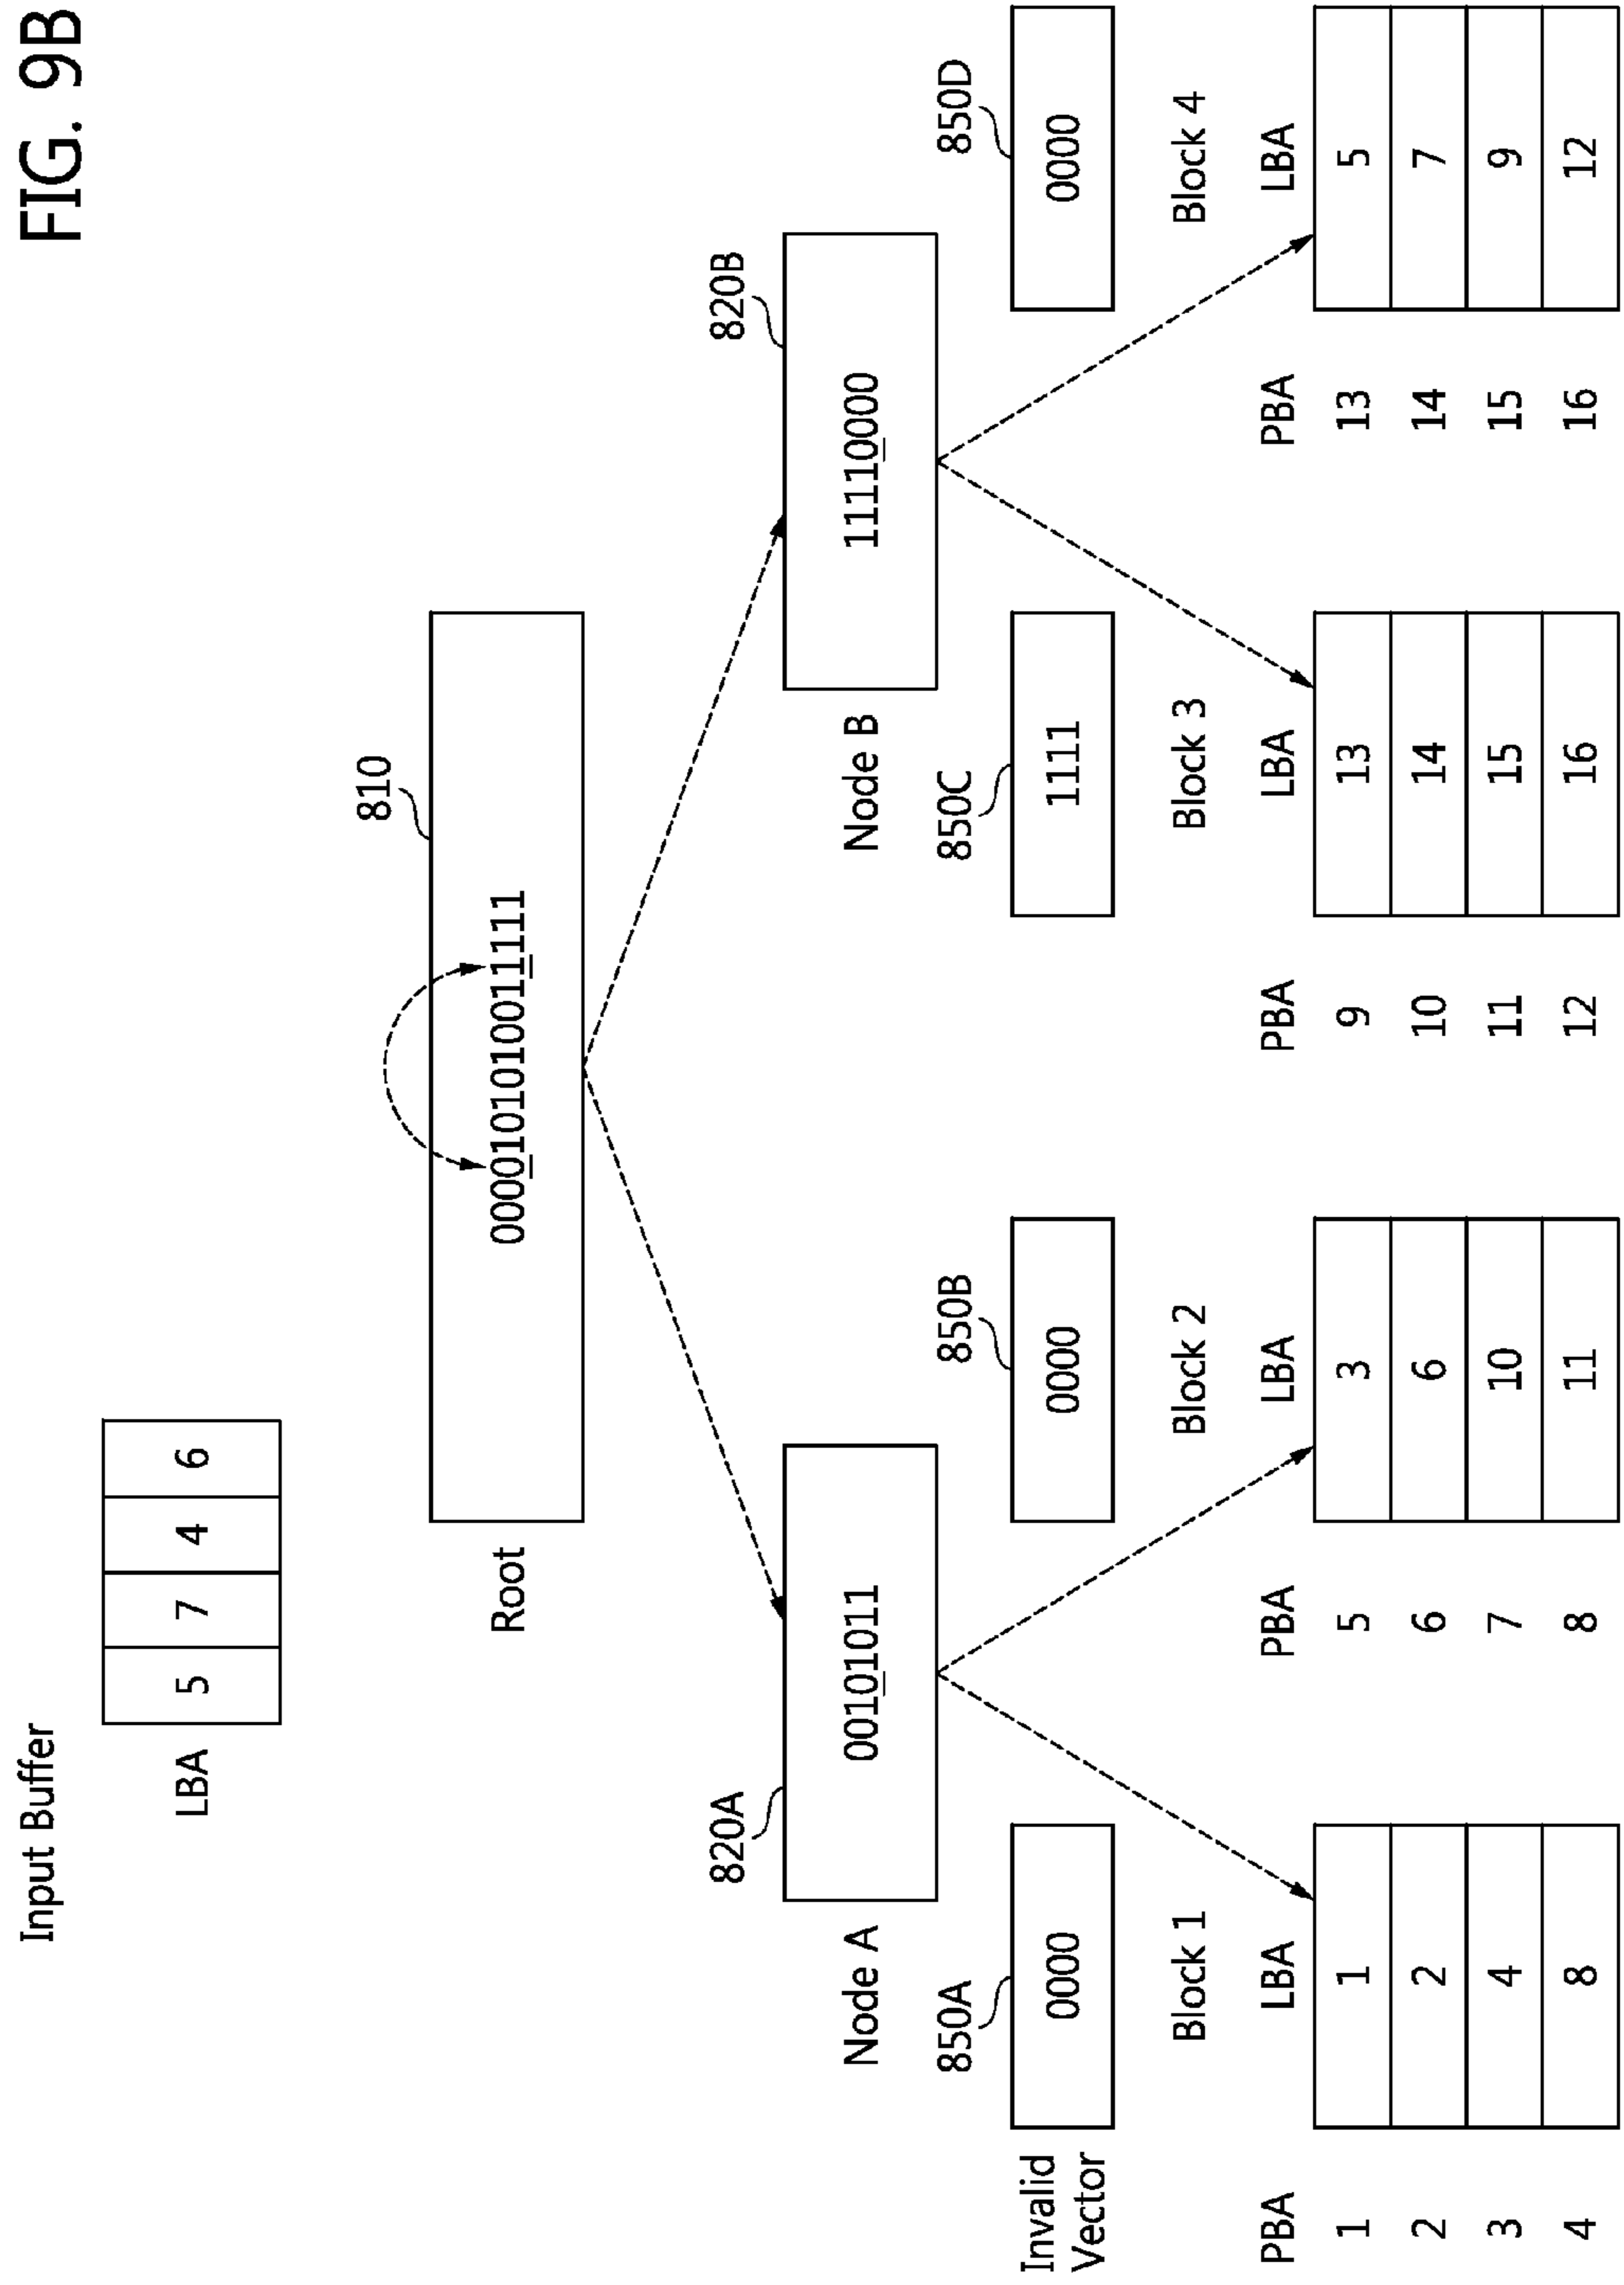 FIG. 9B
Input Buffer
LBA 5 7 4 6
810
Root 0000101010011111
820A 820B
Node A 00101011 Node B 11110000
850A 850B 850C 850D
Invalid Vector 0000 0000 1111 0000
Block 1 Block 2 Block 3 Block 4
PBA LBA PBA LBA PBA LBA PBA LBA
1 1 5 3 9 13 13 5
2 2 6 6 10 14 14 7
3 4 7 10 11 15 15 9
4 8 8 11 12 16 16 12